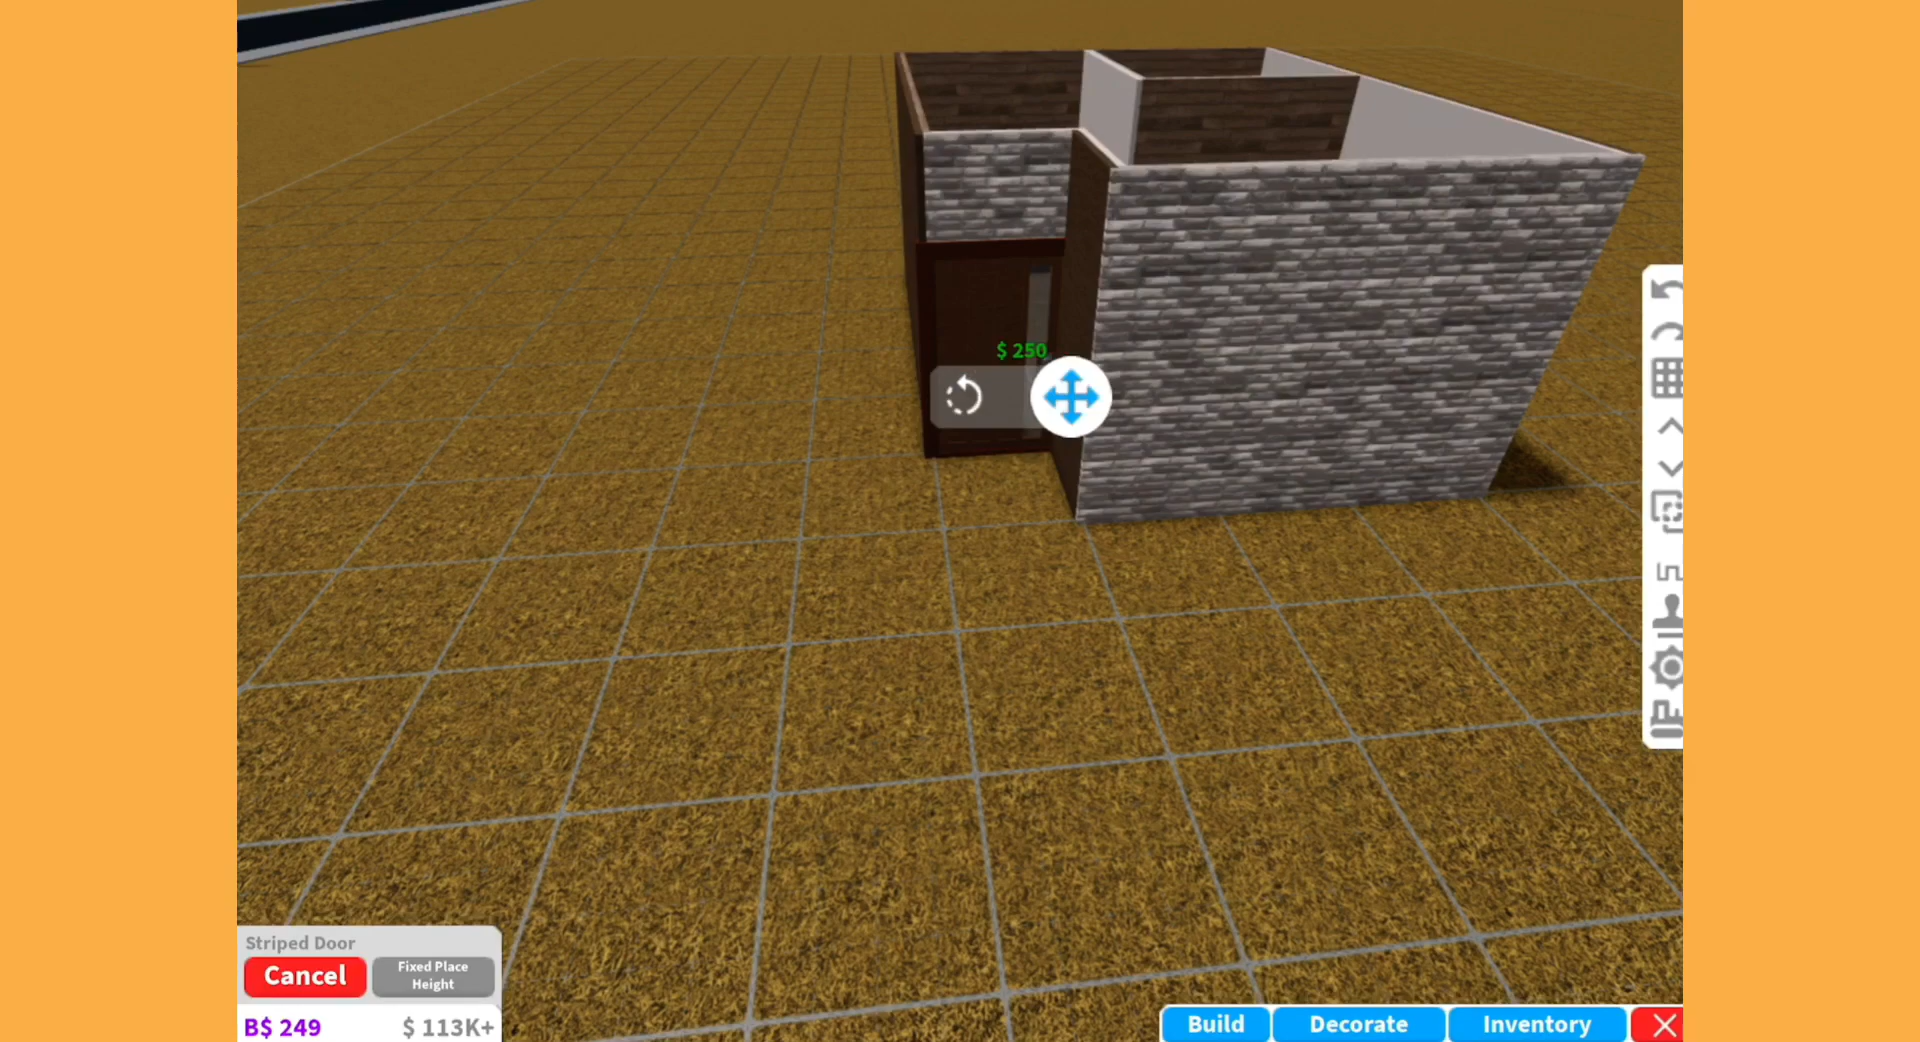 $ 250
Striped Door
Cancel
Fixed Place
Height
B$ 249
$ 113K+
Build
Decorate
Inventory